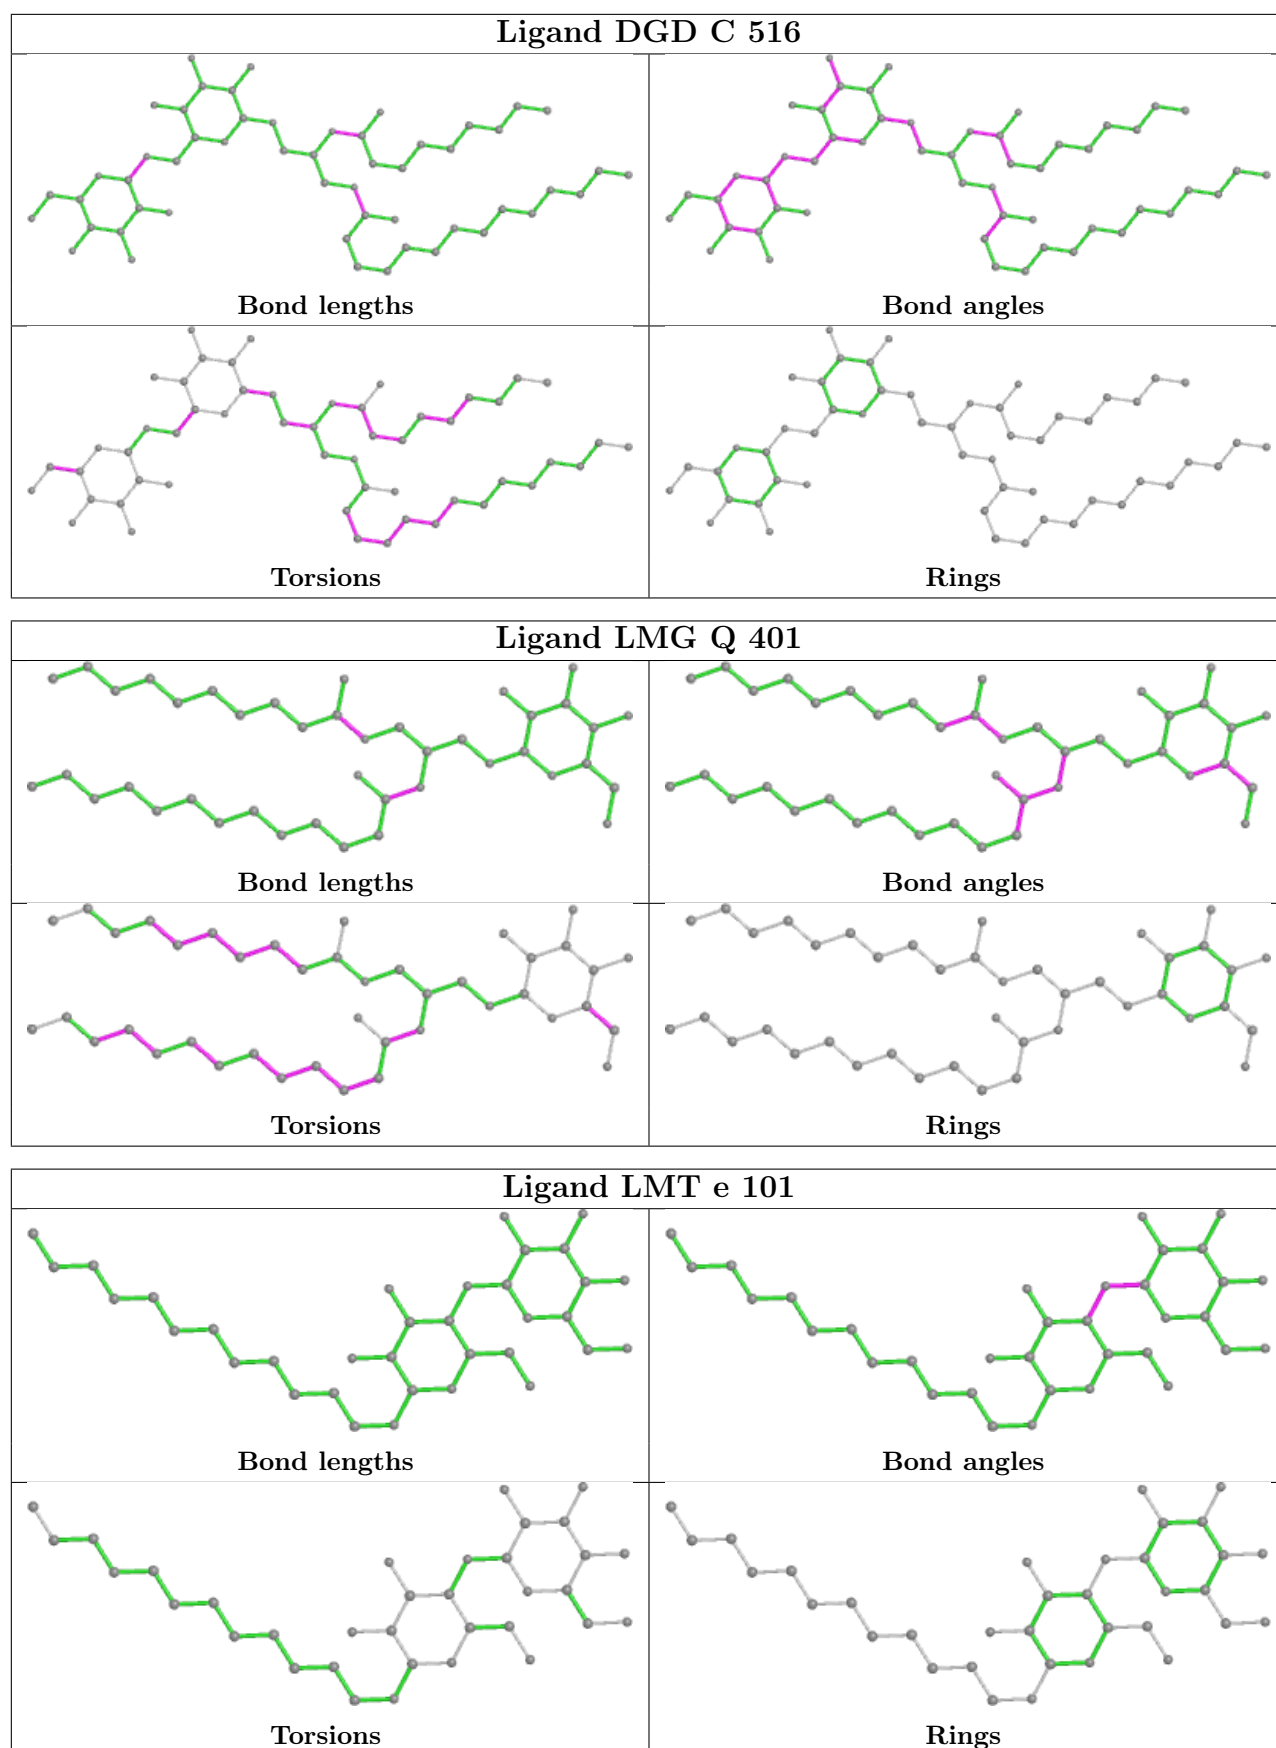 Ligand DGD C 516
Bond lengths
Bond angles
Torsions
Rings
Ligand LMG Q 401
Bond lengths
Bond angles
Torsions
Rings
Ligand LMT e 101
Bond lengths
Bond angles
Torsions
Rings